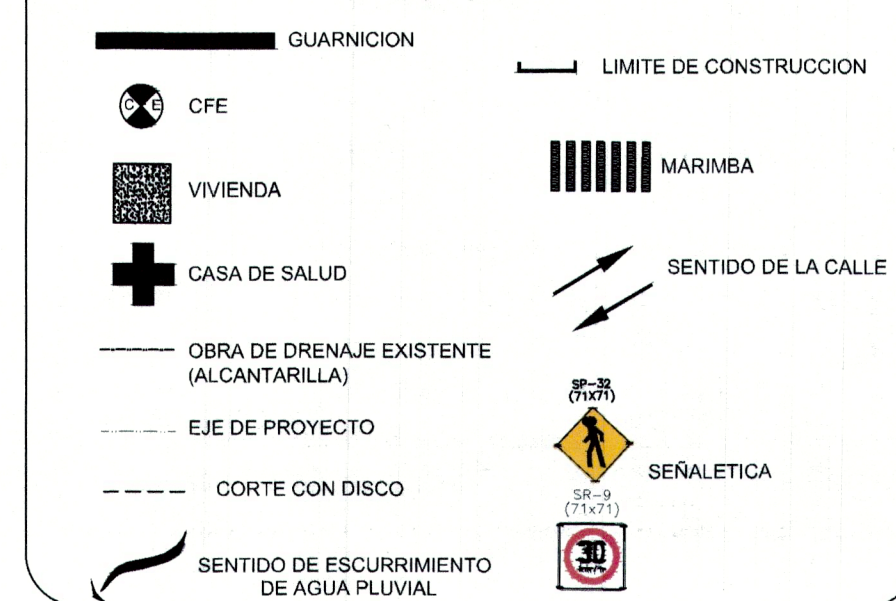 GUARNICION
C E CFE
VIVIENDA
CASA DE SALUD
OBRA DE DRENAJE EXISTENTE
(ALCANTARILLA)
EJE DE PROYECTO
CORTE CON DISCO
SENTIDO DE ESCURRIMIENTO
DE AGUA PLUVIAL
LIMITE DE CONSTRUCCION
MARIMBA
SENTIDO DE LA CALLE
SP-32
(71X71)
SEÑALETICA
SR-9
(71x71)
30
km/h